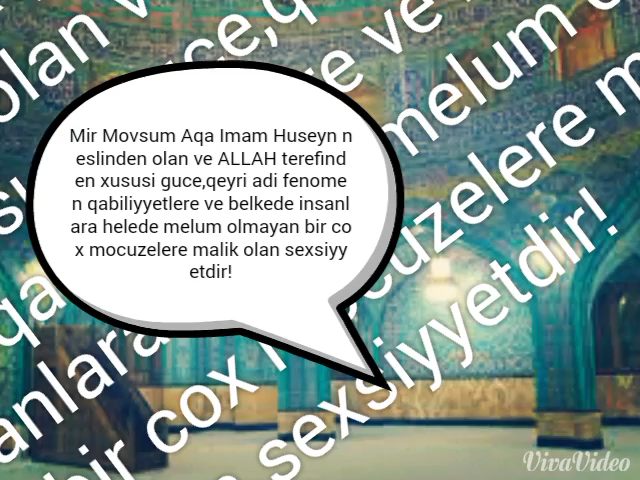 Mir Movsum Aqa Imam Huseyn n
eslinden olan ve ALLAH terefind
en xususi guce,qeyri adi fenome
n qabiliyyetlere ve belkede insanl
ara helede melum olmayan bir co
x mocuzelere malik olan sexsiyy
etdir!
olan v
ce,q
ve
melum o
cuzelere m
anlara
bir cox
sexsiyyetdir!
VivaVideo